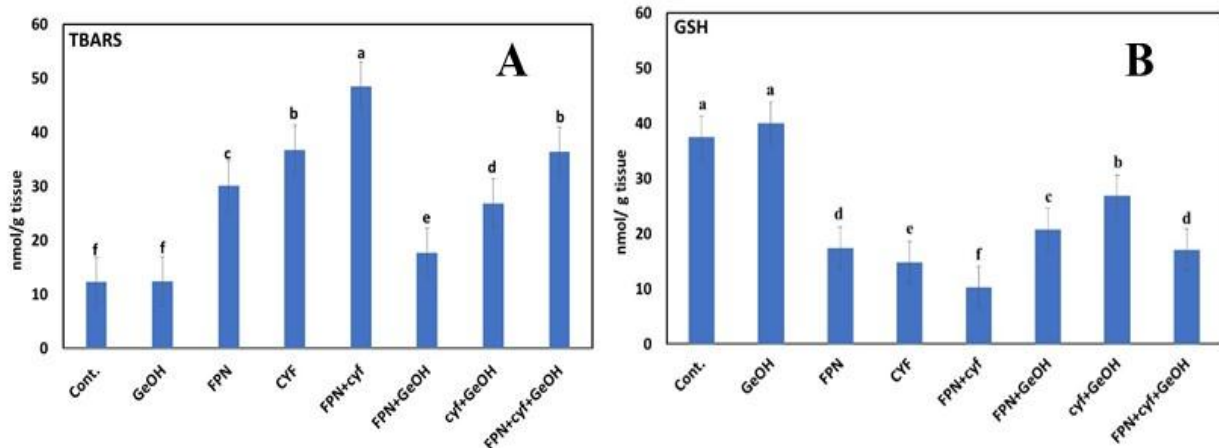 TBARS
A
60
50
40
30
20
10
0
nmol/g tissue
f
f
c
b
a
e
d
b
Cont.
GeOH
FPN
CYF
FPN+cyf
FPN+GeOH
cyf+GeOH
FPN+cyf+GeOH
GSH
B
60
50
40
30
20
10
0
nmol/ g tissue
a
a
d
e
f
c
b
d
Cont.
GeOH
FPN
CYF
FPN+cyf
FPN+GeOH
cyf+GeOH
FPN+cyf+GeOH